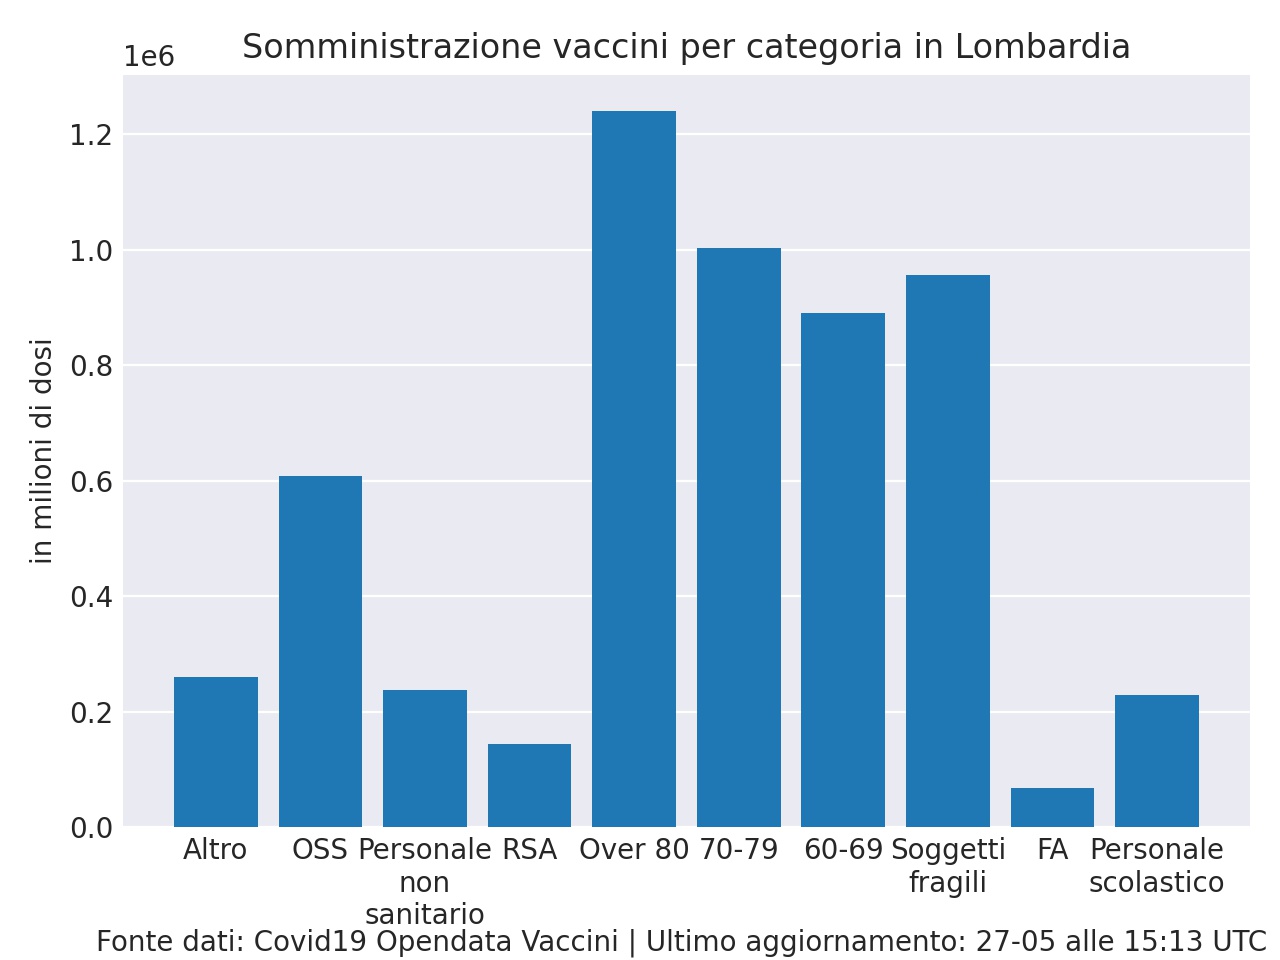 Somministrazione vaccini per categoria in Lombardia
1e6
1.2
1.0
0.8
0.6
0.4
0.2
0.0
in milioni di dosi
Altro
OSS
Personale
non
sanitario
RSA
Over 80
70-79
60-69
Soggetti
fragili
FA
Personale
scolastico
Fonte dati: Covid19 Opendata Vaccini | Ultimo aggiornamento: 27-05 alle 15:13 UTC